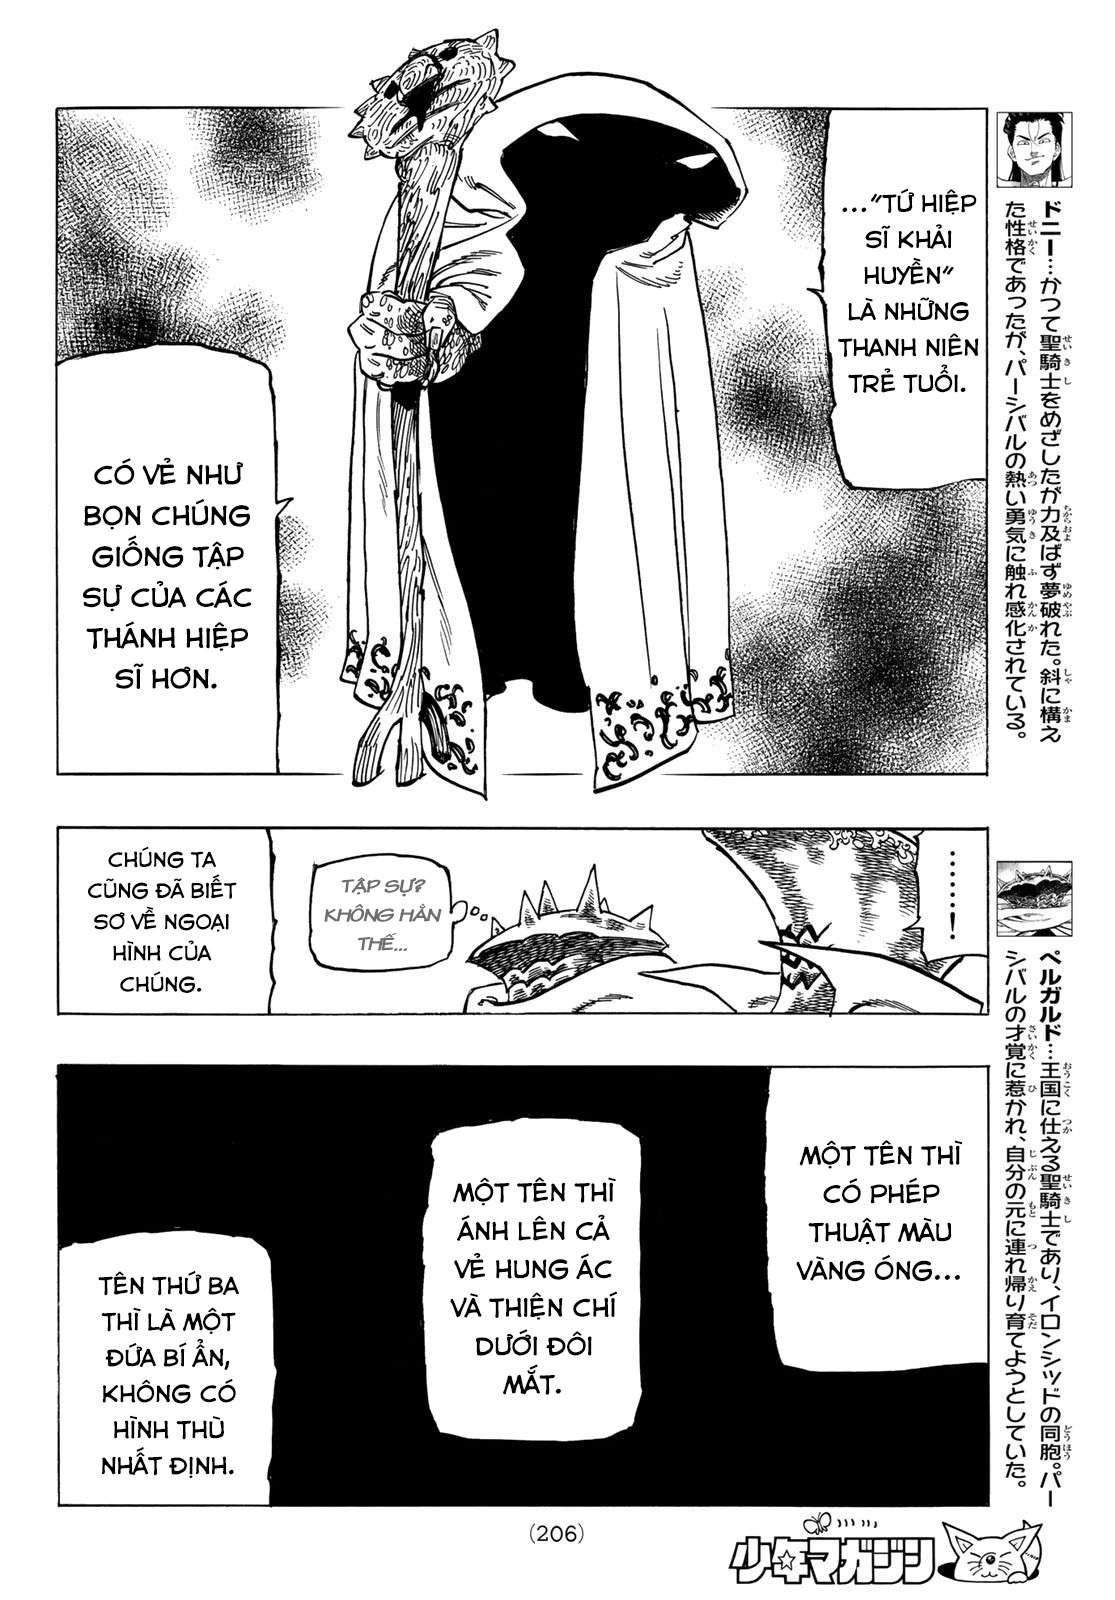 …"TỨ HIỆP
SĨ KHẢI
HUYỀN"
LÀ NHỮNG
THANH NIÊN
TRẺ TUỔI.
CÓ VẺ NHƯ
BỌN CHÚNG
GIỐNG TẬP
SỰ CỦA CÁC
THÁNH HIỆP
SĨ HƠN.
ドニー…かつて聖騎士をめざしたが力及ばず夢破れた。斜に構え
た性格であったが、パーシバルの熱い勇気に触れ感化されている。
………!
TẬP SỰ?
KHÔNG HẲN
THẾ...
CHÚNG TA
CŨNG ĐÃ BIẾT
SƠ VỀ NGOẠI
HÌNH CỦA
CHÚNG.
ペルガルド…王国に仕える聖騎士であり、イロンシッドの同胞。パー
シバルの才覚に惹かれ、自分の元に連れ帰り育てようとしていた。
MỘT TÊN THÌ
CÓ PHÉP
THUẬT MÀU
VÀNG ÓNG...
MỘT TÊN THÌ
ÁNH LÊN CẢ
VẺ HUNG ÁC
VÀ THIỆN CHÍ
DƯỚI ĐÔI
MẮT.
TÊN THỨ BA
THÌ LÀ MỘT
ĐỨA BÍ ẨN,
KHÔNG CÓ
HÌNH THÙ
NHẤT ĐỊNH.
(206)
少年マガジン